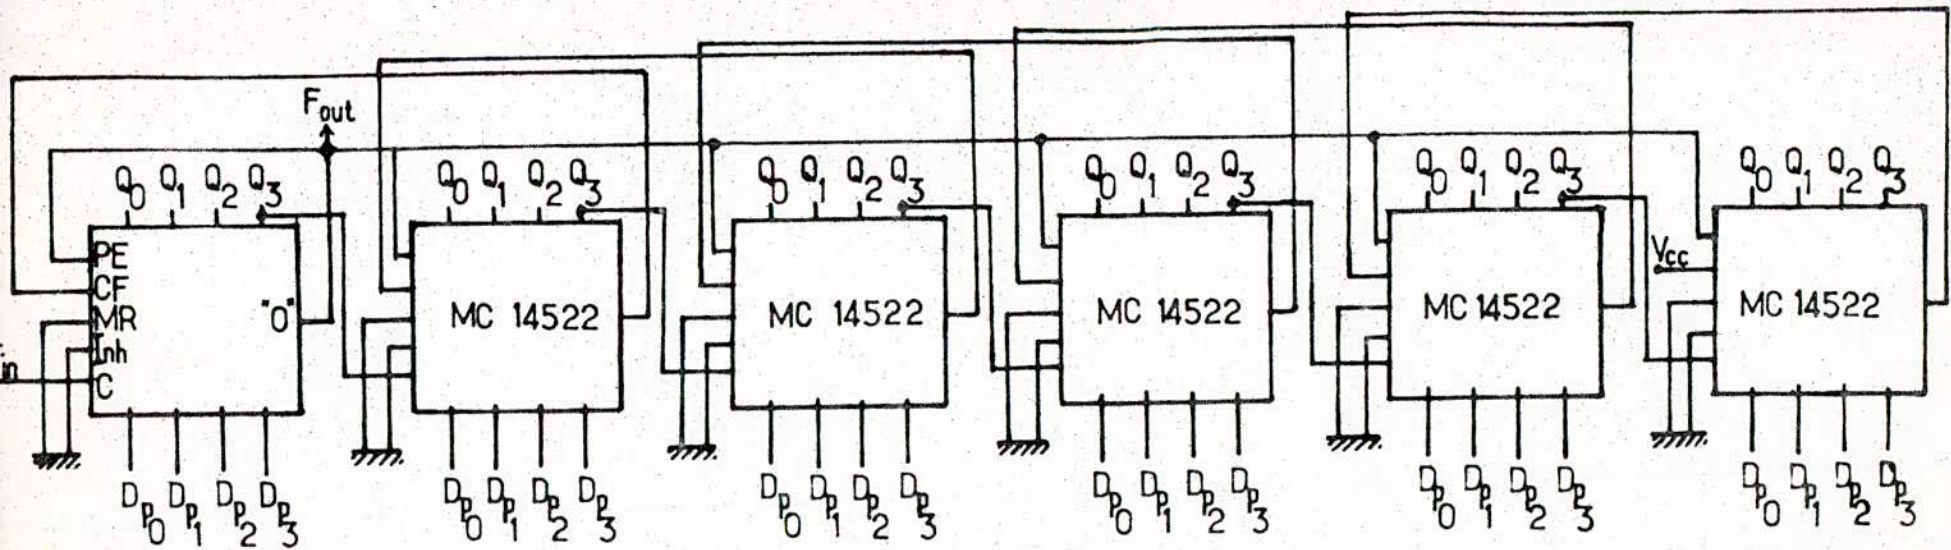 Fout
Q0 Q1 Q2 Q3
Q0 Q1 Q2 Q3
Q0 Q1 Q2 Q3
Q0 Q1 Q2 Q3
Q0 Q1 Q2 Q3
Q0 Q1 Q2 Q3
PE
CF
MR
Inh
C
"0"
in
MC 14522
MC 14522
MC 14522
MC 14522
Vcc
MC 14522
DP0 DP1 DP2 DP3
DP0 DP1 DP2 DP3
DP0 DP1 DP2 DP3
DP0 DP1 DP2 DP3
DP0 DP1 DP2 DP3
DP0 DP1 DP2 DP3